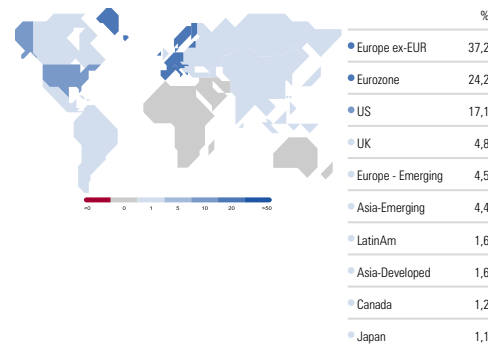 %
Europe ex-EUR 37,2
Eurozone 24,2
US 17,1
UK 4,8
Europe - Emerging 4,5
Asia-Emerging 4,4
LatinAm 1,6
Asia-Developed 1,6
Canada 1,2
Japan 1,1
<0 0 1 5 10 20 >50